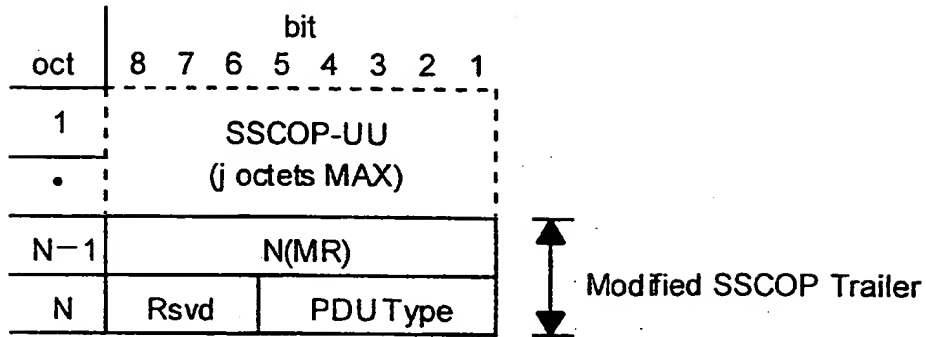 bit
oct 8 7 6 5 4 3 2 1
1 SSCOP-UU
• (j octets MAX)
N-1 N(MR)
N Rsvd PDU Type
Modified SSCOP Trailer